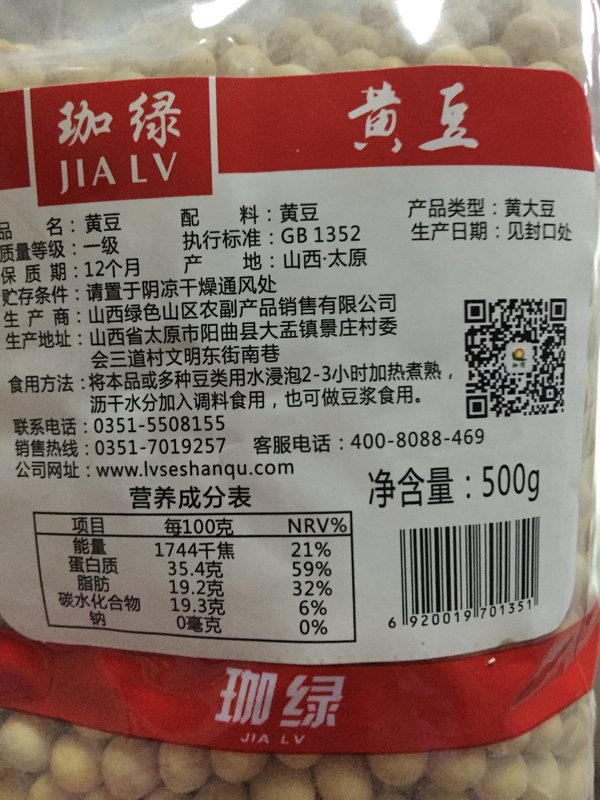 珈绿
JIA LV
黄豆
品 名：黄豆 配 料：黄豆 产品类型：黄大豆
质量等级：一级 执行标准：GB 1352 生产日期：见封口处
保质期：12个月 产 地：山西·太原
贮存条件：请置于阴凉干燥通风处
生产商：山西绿色山区农副产品销售有限公司
生产地址：山西省太原市阳曲县大盂镇景庄村委
会三道村文明东街南巷
食用方法：将本品或多种豆类用水浸泡2-3小时加热煮熟，
沥干水分加入调料食用，也可做豆浆食用。
联系电话：0351-5508155
销售热线：0351-7019257 客服电话：400-8088-469
公司网址：www.lvseshanqu.com
营养成分表
净含量：500g
项目 每100克 NRV%
能量 1744千焦 21%
蛋白质 35.4克 59%
脂肪 19.2克 32%
碳水化合物 19.3克 6%
钠 0毫克 0%
6 920019 701351
珈绿
JIA LV